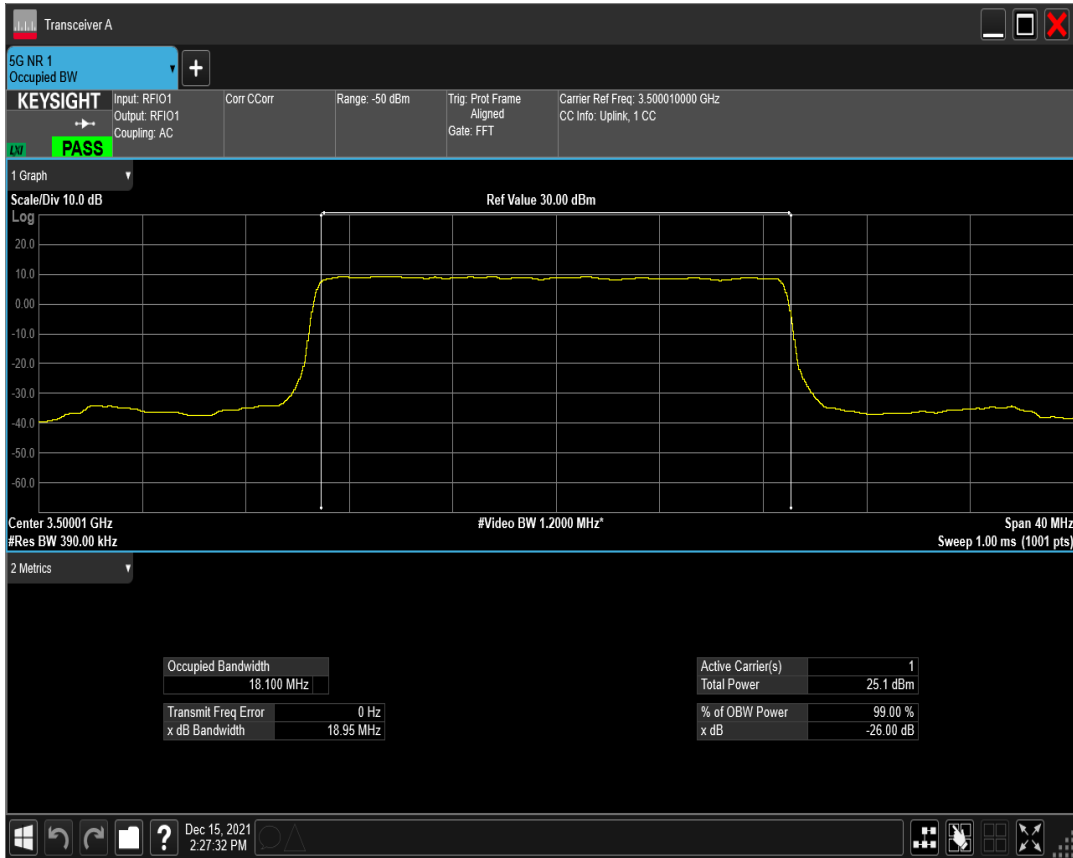 Transceiver A
5G NR 1
Occupied BW
+
KEYSIGHT
LXI
PASS
Input: RFIO1
Output: RFIO1
Coupling: AC
Corr CCorr
Range: -50 dBm
Trig: Prot Frame
Aligned
Gate: FFT
Carrier Ref Freq: 3.500010000 GHz
CC Info: Uplink, 1 CC
1 Graph
Scale/Div 10.0 dB
Ref Value 30.00 dBm
Log
20.0
10.0
0.00
-10.0
-20.0
-30.0
-40.0
-50.0
-60.0
Center 3.50001 GHz
#Video BW 1.2000 MHz*
Span 40 MHz
#Res BW 390.00 kHz
Sweep 1.00 ms (1001 pts)
2 Metrics
Occupied Bandwidth
18.100 MHz
Transmit Freq Error 0 Hz
x dB Bandwidth 18.95 MHz
Active Carrier(s) 1
Total Power 25.1 dBm
% of OBW Power 99.00 %
x dB -26.00 dB
?
Dec 15, 2021
2:27:32 PM